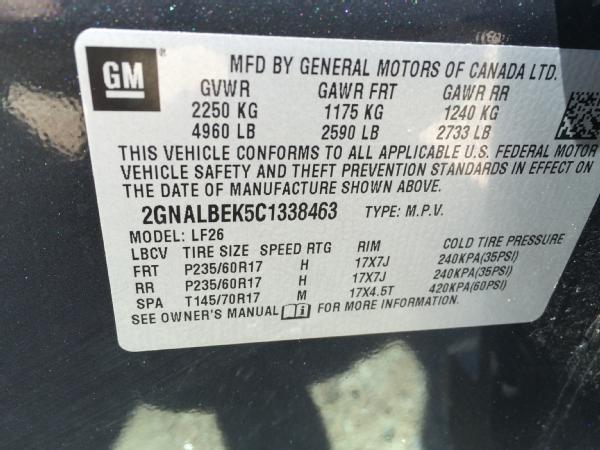 GM
MFD BY GENERAL MOTORS OF CANADA LTD.
GVWR GAWR FRT GAWR RR
2250 KG 1175 KG 1240 KG
4960 LB 2590 LB 2733 LB
THIS VEHICLE CONFORMS TO ALL APPLICABLE U.S. FEDERAL MOTOR
VEHICLE SAFETY AND THEFT PREVENTION STANDARDS IN EFFECT ON
THE DATE OF MANUFACTURE SHOWN ABOVE.
2GNALBEK5C1338463 TYPE: M.P.V.
MODEL: LF26
LBCV TIRE SIZE SPEED RTG RIM COLD TIRE PRESSURE
FRT P235/60R17 H 17X7J 240KPA(35PSI)
RR P235/60R17 H 17X7J 240KPA(35PSI)
SPA T145/70R17 M 17X4.5T 420KPA(60PSI)
SEE OWNER'S MANUAL FOR MORE INFORMATION.